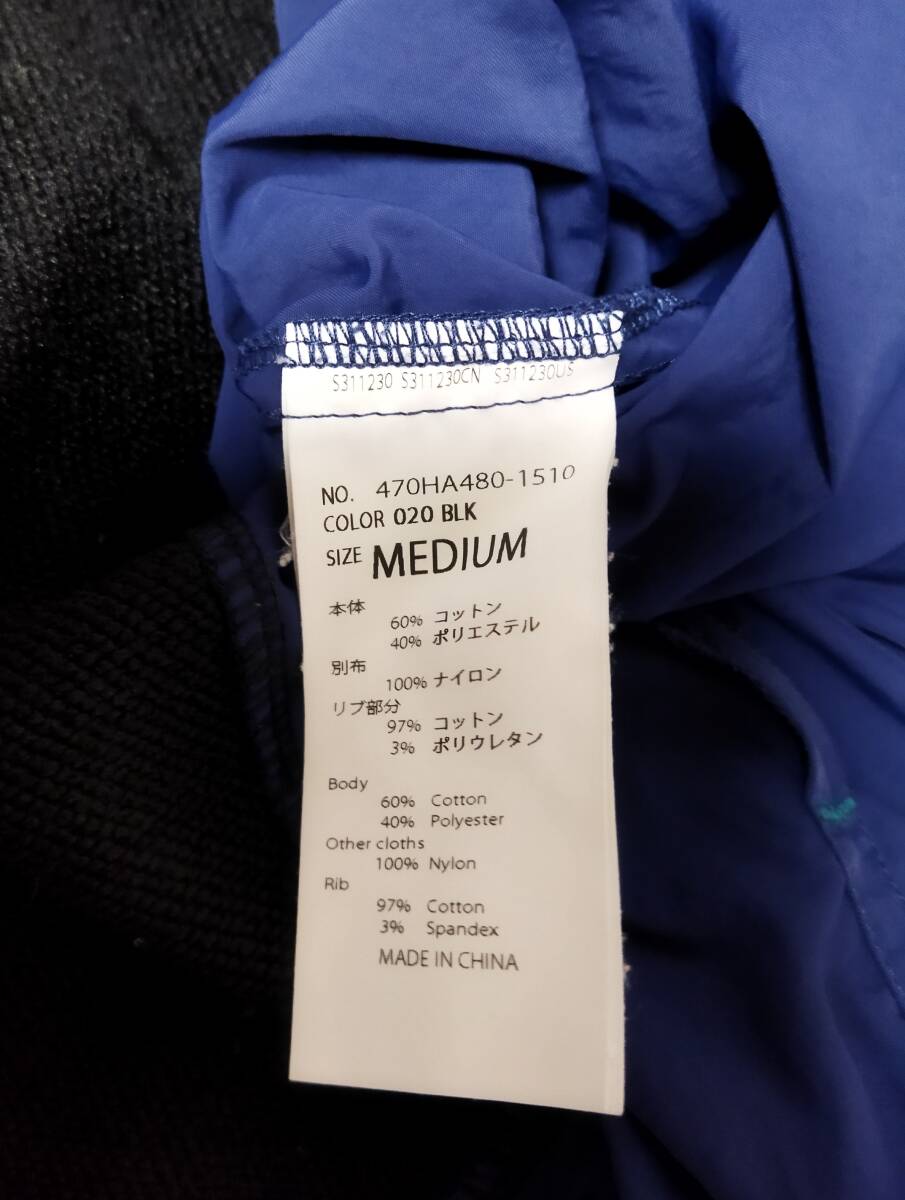 S311230 S311230CN S311230US
NO. 470HA480-1510
COLOR 020 BLK
SIZE MEDIUM
本体
60% コットン
40% ポリエステル
別布
100% ナイロン
リブ部分
97% コットン
3% ポリウレタン
Body
60% Cotton
40% Polyester
Other cloths
100% Nylon
Rib
97% Cotton
3% Spandex
MADE IN CHINA